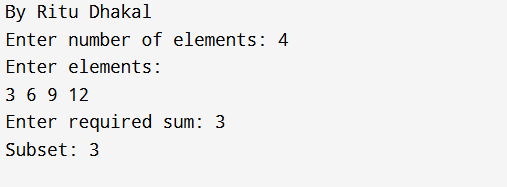 By Ritu Dhakal
Enter number of elements: 4
Enter elements:
3 6 9 12
Enter required sum: 3
Subset: 3